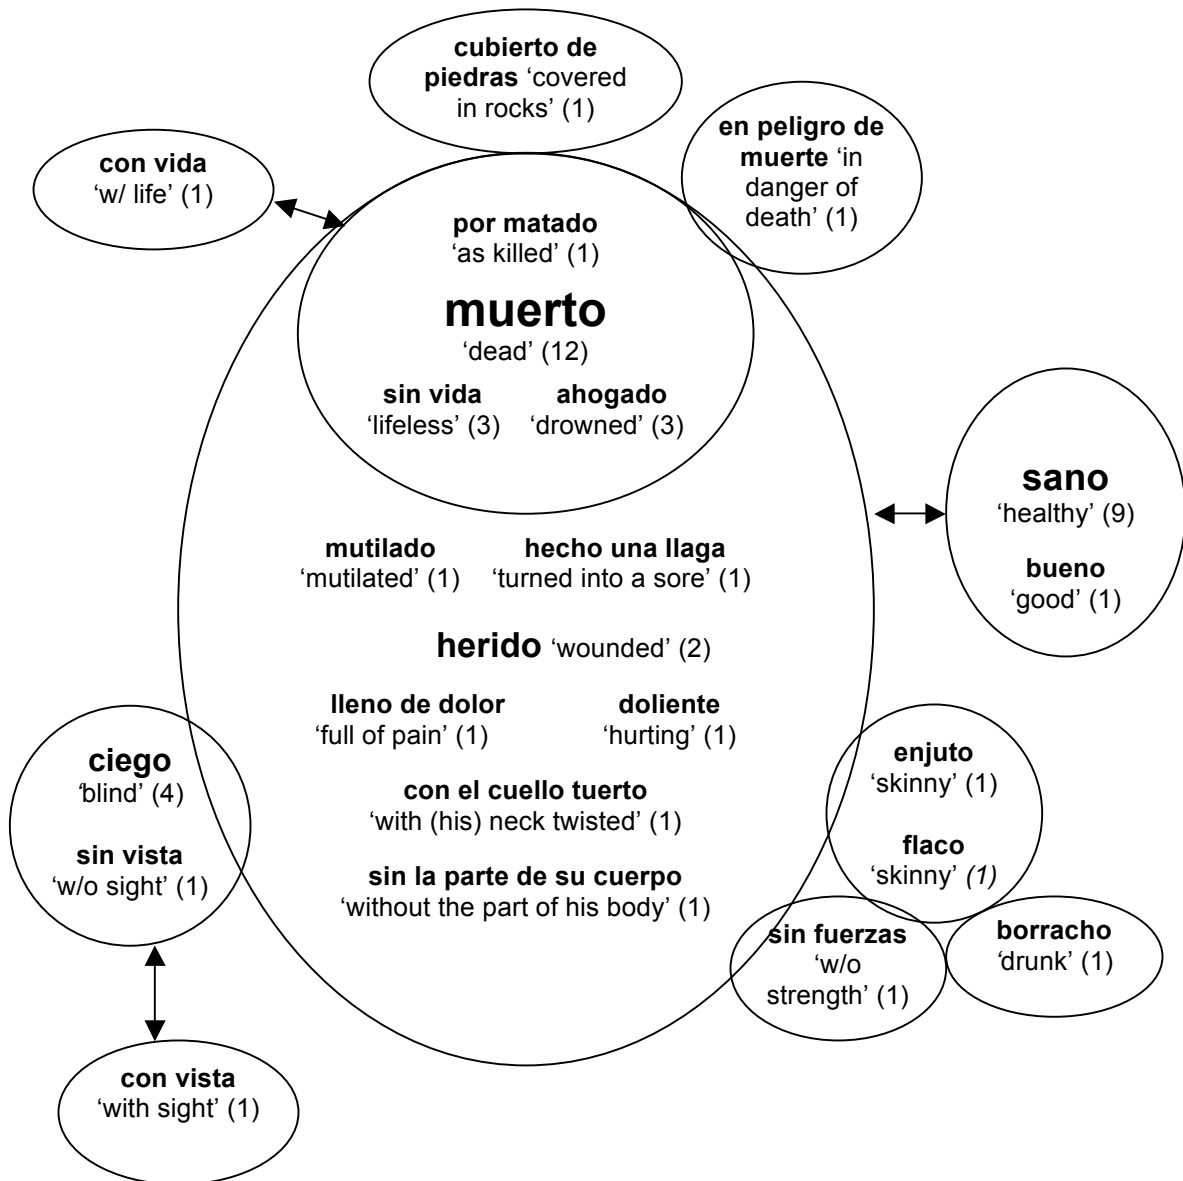 cubierto de
piedras ‘covered
in rocks’ (1)
en peligro de
muerte ‘in
danger of
death’ (1)
con vida
‘w/ life’ (1)
por matado
‘as killed’ (1)
muerto
‘dead’ (12)
sin vida
‘lifeless’ (3)
ahogado
‘drowned’ (3)
sano
‘healthy’ (9)
bueno
‘good’ (1)
mutilado
‘mutilated’ (1)
hecho una llaga
‘turned into a sore’ (1)
herido ‘wounded’ (2)
lleno de dolor
‘full of pain’ (1)
doliente
‘hurting’ (1)
con el cuello tuerto
‘with (his) neck twisted’ (1)
sin la parte de su cuerpo
‘without the part of his body’ (1)
ciego
‘blind’ (4)
sin vista
‘w/o sight’ (1)
enjuto
‘skinny’ (1)
flaco
‘skinny’ (1)
sin fuerzas
‘w/o
strength’ (1)
borracho
‘drunk’ (1)
con vista
‘with sight’ (1)